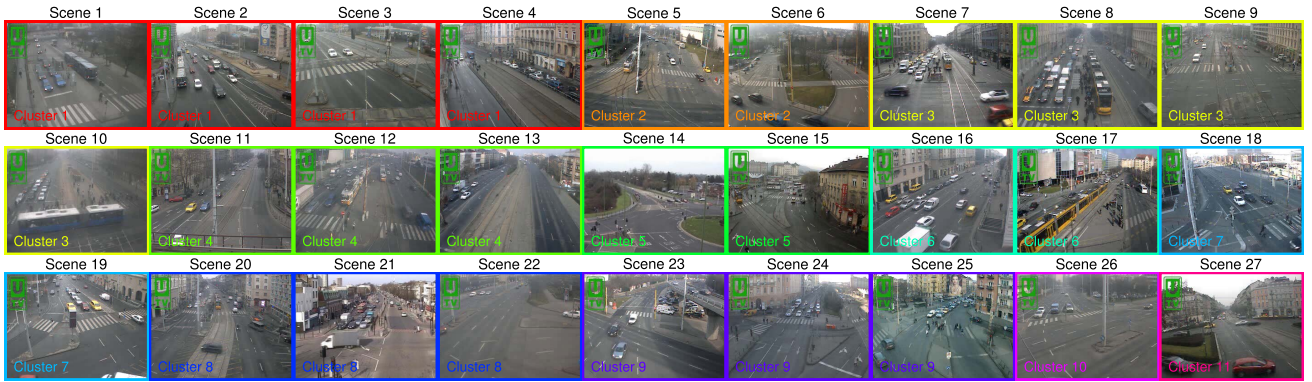 Scene 1 Scene 2 Scene 3 Scene 4 Scene 5 Scene 6 Scene 7 Scene 8 Scene 9
Cluster 1 Cluster 1 Cluster 1 Cluster 1 Cluster 2 Cluster 2 Cluster 3 Cluster 3 Cluster 3
Scene 10 Scene 11 Scene 12 Scene 13 Scene 14 Scene 15 Scene 16 Scene 17 Scene 18
Cluster 3 Cluster 4 Cluster 4 Cluster 4 Cluster 5 Cluster 5 Cluster 6 Cluster 6 Cluster 7
Scene 19 Scene 20 Scene 21 Scene 22 Scene 23 Scene 24 Scene 25 Scene 26 Scene 27
Cluster 7 Cluster 8 Cluster 8 Cluster 8 Cluster 9 Cluster 9 Cluster 9 Cluster 10 Cluster 11